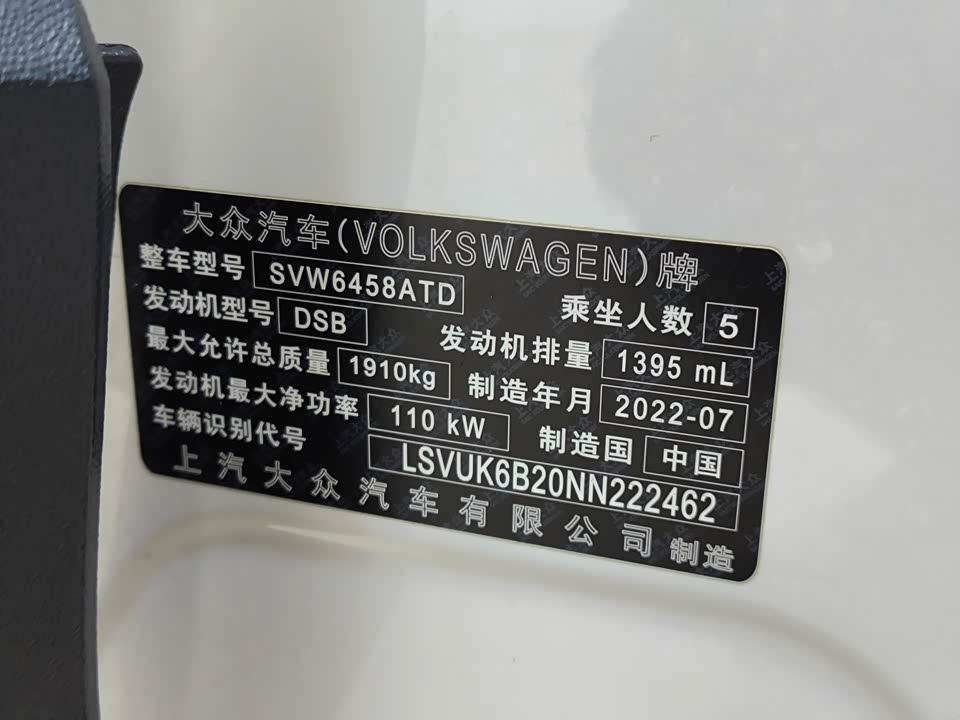 大众汽车(VOLKSWAGEN)牌
整车型号 SVW6458ATD 乘坐人数 5
发动机型号 DSB 发动机排量 1395 mL
最大允许总质量 1910kg 制造年月 2022-07
发动机最大净功率 110 kW 制造国 中国
车辆识别代号 LSVUK6B20NN222462
上汽大众汽车有限公司 制造